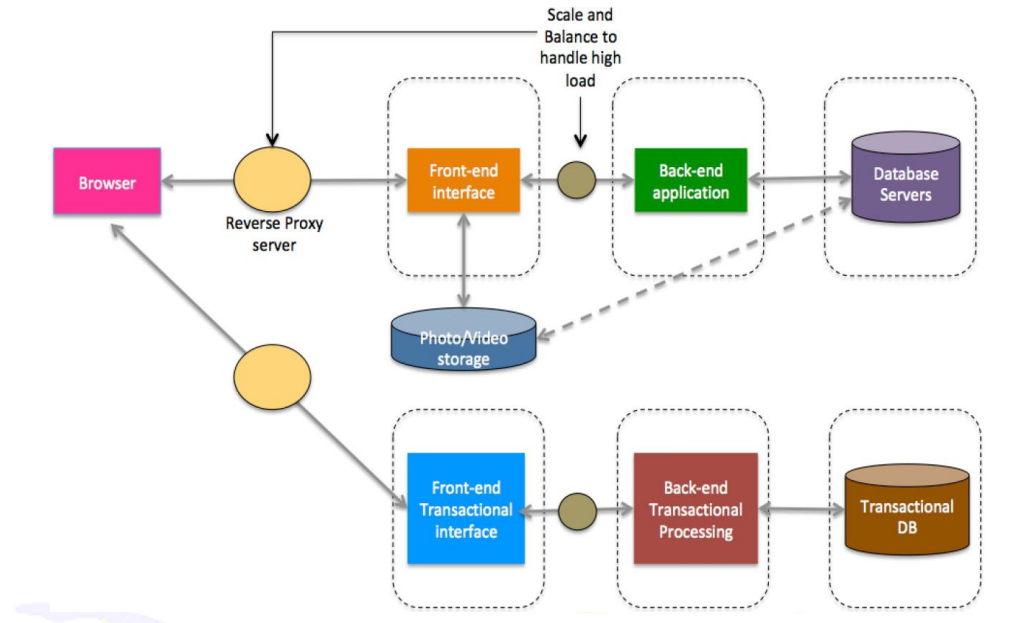 Scale and
Balance to
handle high
load
Browser
Reverse Proxy
server
Front-end
interface
Back-end
application
Database
Servers
Photo/Video
storage
Front-end
Transactional
interface
Back-end
Transactional
Processing
Transactional
DB